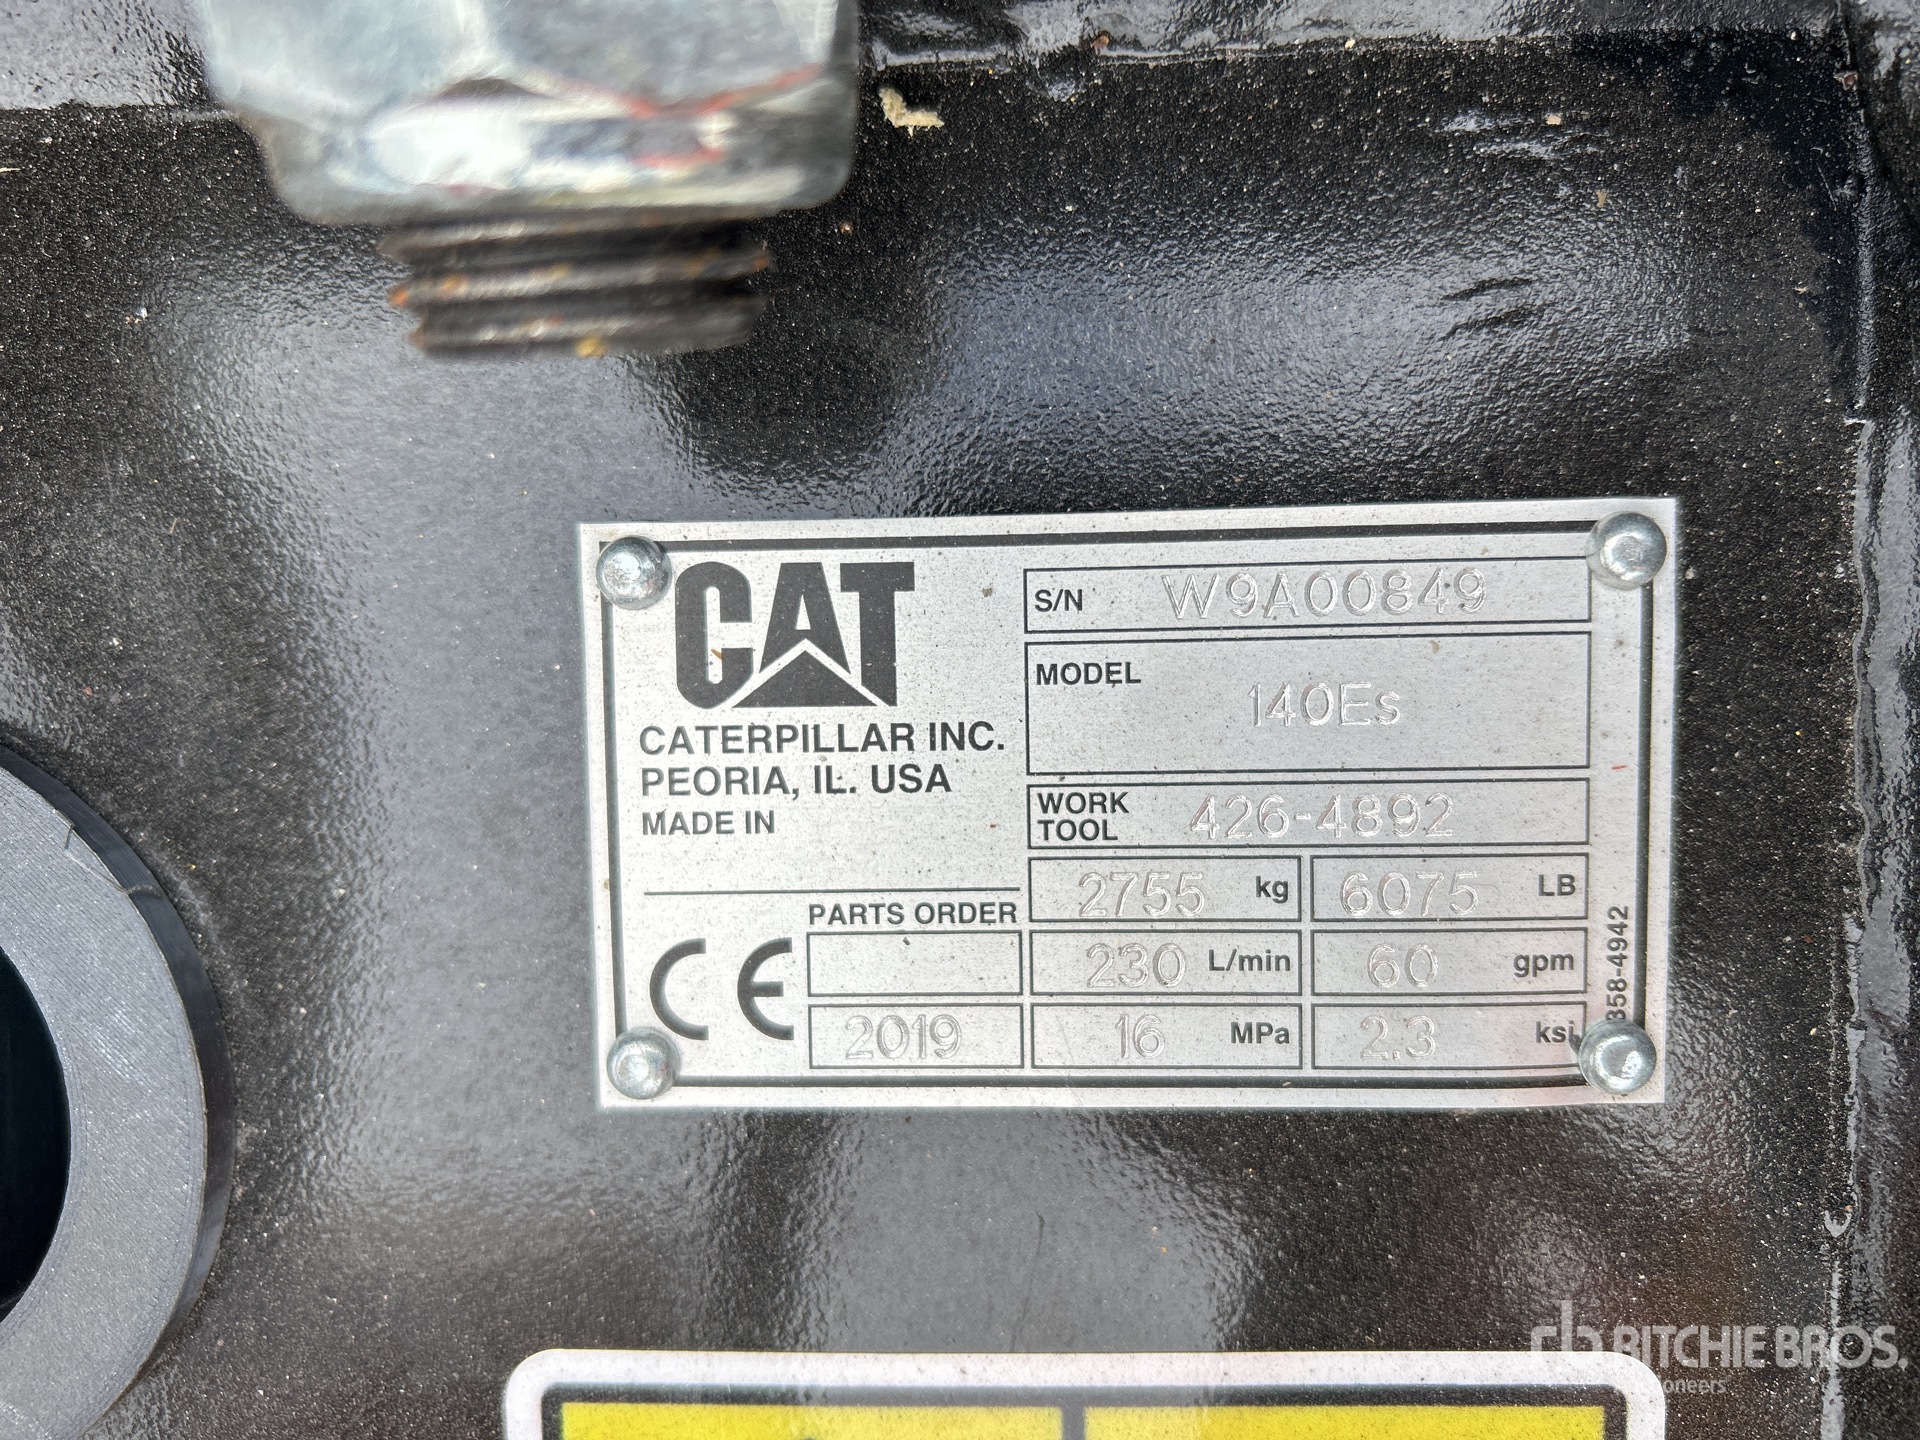 CAT
CATERPILLAR INC.
PEORIA, IL. USA
MADE IN
S/N W9A00849
MODEL 140Es
WORK TOOL 426-4892
2755 kg 6075 LB
PARTS ORDER
230 L/min 60 gpm
CE
2019 16 MPa 2.3 ksi
358-4942
rb RITCHIE BROS.